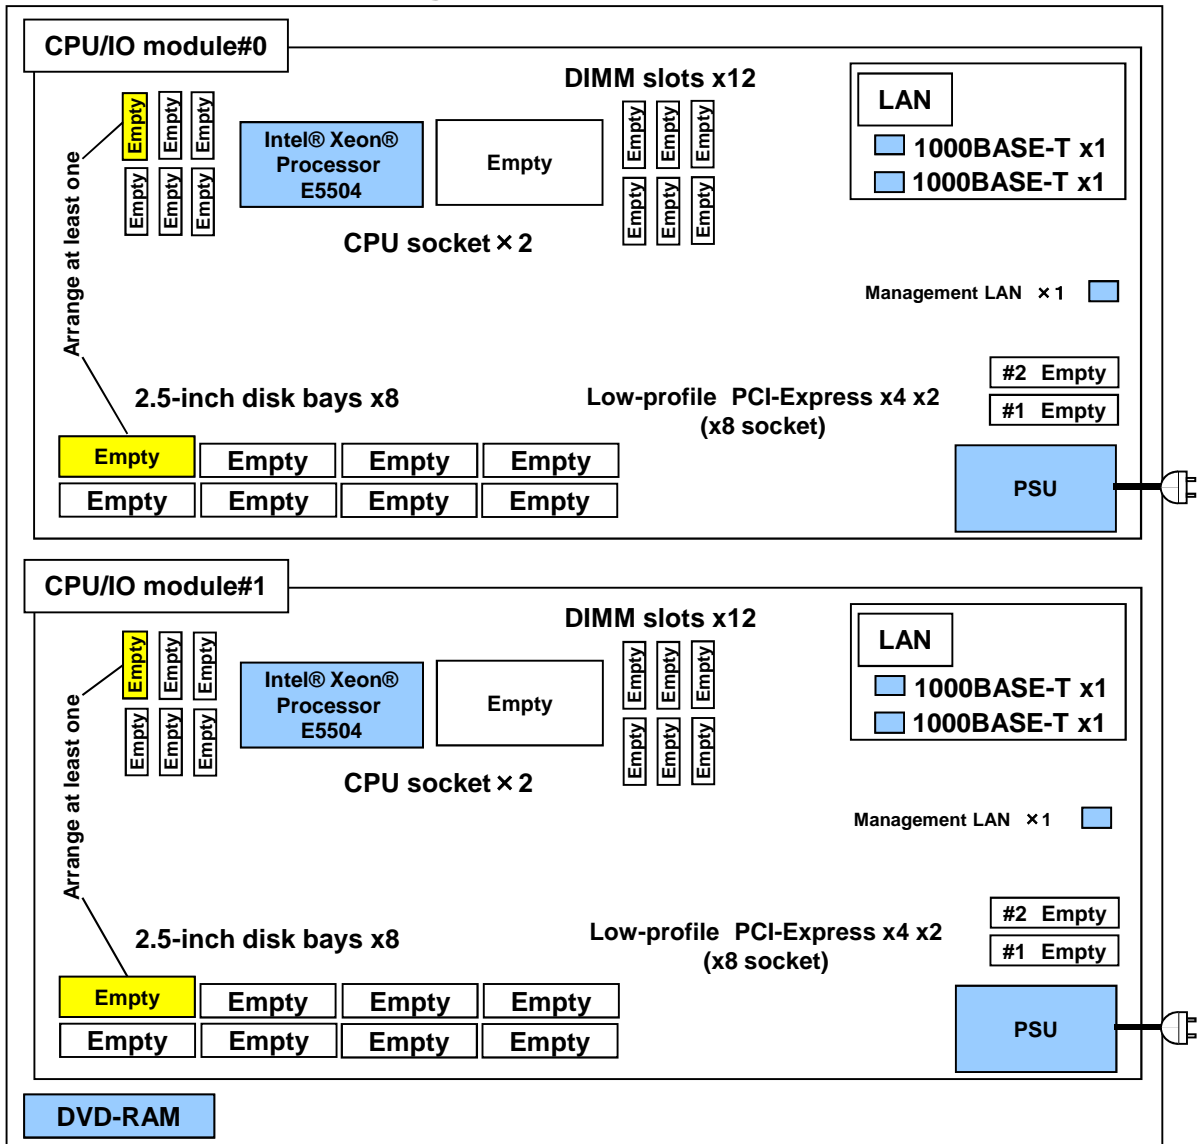 CPU/IO module#0
DIMM slots x12
LAN
1000BASE-T x1
1000BASE-T x1
Empty Empty Empty
Empty Empty Empty
Intel® Xeon®
Processor
E5504
Empty
Empty Empty Empty
Empty Empty Empty
CPU socket×2
Arrange at least one
Management LAN ×1
2.5-inch disk bays x8
Low-profile PCI-Express x4 x2
(x8 socket)
#2 Empty
#1 Empty
Empty Empty Empty Empty
Empty Empty Empty Empty
PSU
CPU/IO module#1
DIMM slots x12
LAN
1000BASE-T x1
1000BASE-T x1
Empty Empty Empty
Empty Empty Empty
Intel® Xeon®
Processor
E5504
Empty
Empty Empty Empty
Empty Empty Empty
CPU socket×2
Arrange at least one
Management LAN ×1
2.5-inch disk bays x8
Low-profile PCI-Express x4 x2
(x8 socket)
#2 Empty
#1 Empty
Empty Empty Empty Empty
Empty Empty Empty Empty
PSU
DVD-RAM